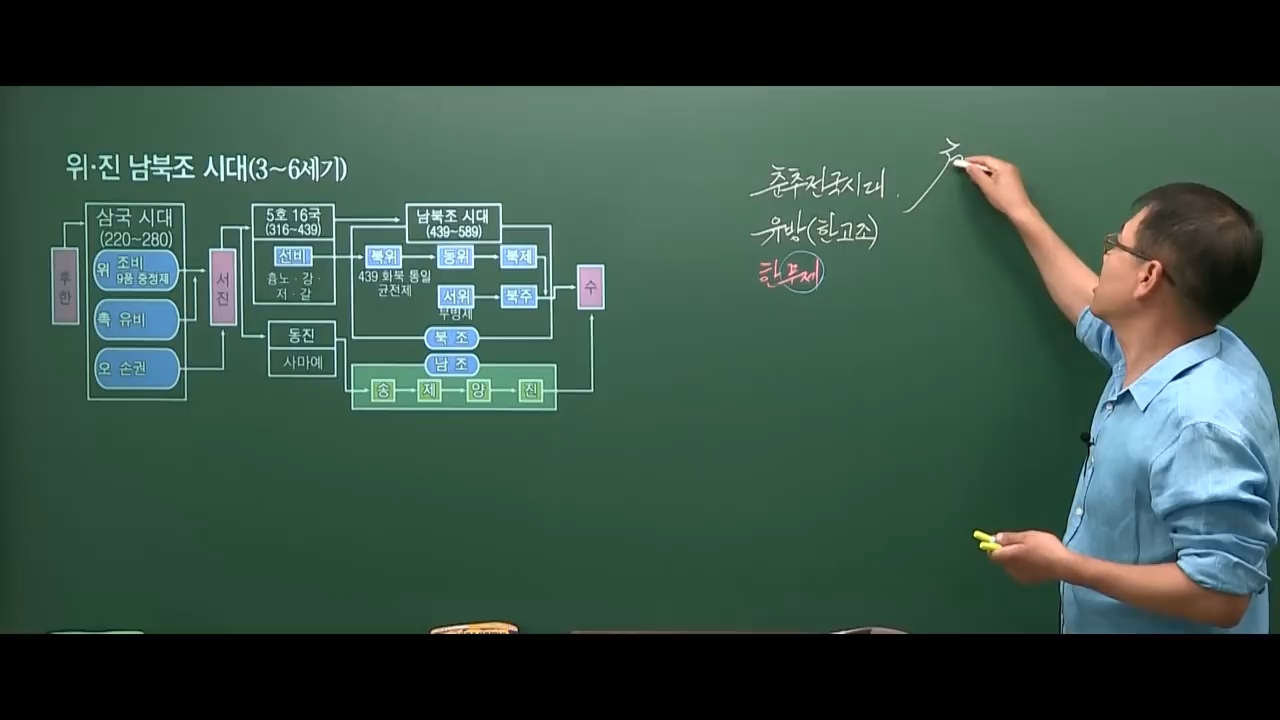 위·진 남북조 시대(3~6세기)
후한
삼국 시대
(220~280)
위 조비
9품 중정제
촉 유비
오 손권
서진
5호 16국
(316~439)
선비
흉노·강·
저·갈
동진
사마예
남북조 시대
(439~589)
북위
동위
북제
439 화북 통일
균전제
서위
북주
부병제
북 조
남 조
송
제
양
진
수
춘추전국시대.
유방(한고조)
한무제